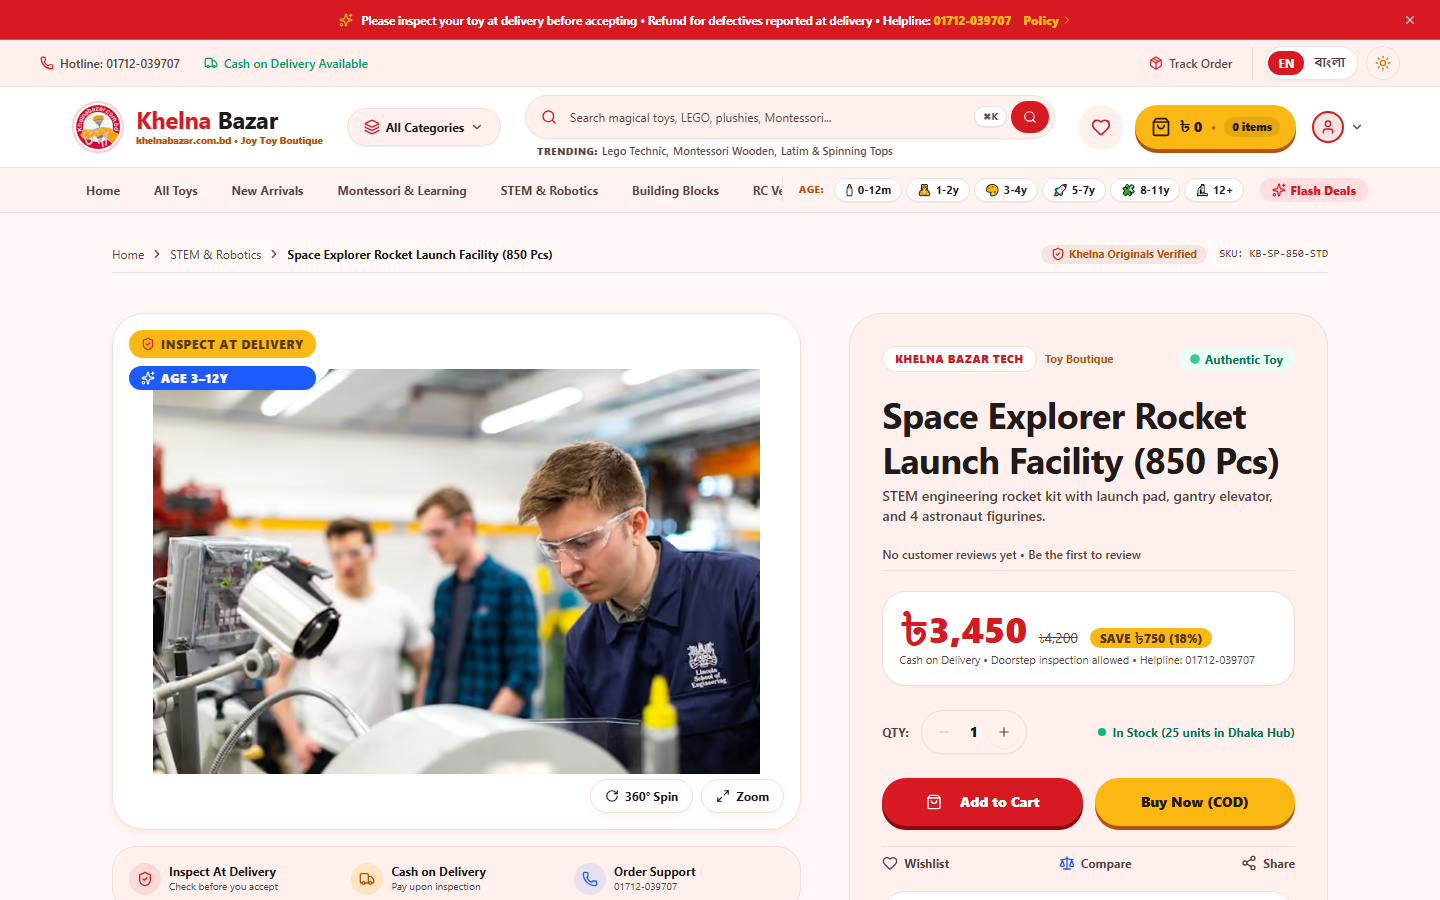 Please inspect your toy at delivery before accepting • Refund for defectives reported at delivery • Helpline: 01712-039707 Policy
Hotline: 01712-039707 Cash on Delivery Available Track Order EN বাংলা
Khelna Bazar
khelnabazar.com.bd • Joy Toy Boutique
All Categories
Search magical toys, LEGO, plushies, Montessori... ⌘K
৳ 0 • 0 items
TRENDING: Lego Technic, Montessori Wooden, Latim & Spinning Tops
Home All Toys New Arrivals Montessori & Learning STEM & Robotics Building Blocks RC Ve AGE: 0-12m 1-2y 3-4y 5-7y 8-11y 12+ Flash Deals
Home > STEM & Robotics > Space Explorer Rocket Launch Facility (850 Pcs) Khelna Originals Verified SKU: KB-SP-850-STD
INSPECT AT DELIVERY
AGE 3–12Y
Lincoln
School of
Engineering
360° Spin Zoom
Inspect At Delivery
Check before you accept
Cash on Delivery
Pay upon inspection
Order Support
01712-039707
KHELNA BAZAR TECH Toy Boutique Authentic Toy
Space Explorer Rocket
Launch Facility (850 Pcs)
STEM engineering rocket kit with launch pad, gantry elevator,
and 4 astronaut figurines.
No customer reviews yet • Be the first to review
৳3,450 ৳4,200 SAVE ৳750 (18%)
Cash on Delivery • Doorstep inspection allowed • Helpline: 01712-039707
QTY: − 1 + In Stock (25 units in Dhaka Hub)
Add to Cart Buy Now (COD)
Wishlist Compare Share